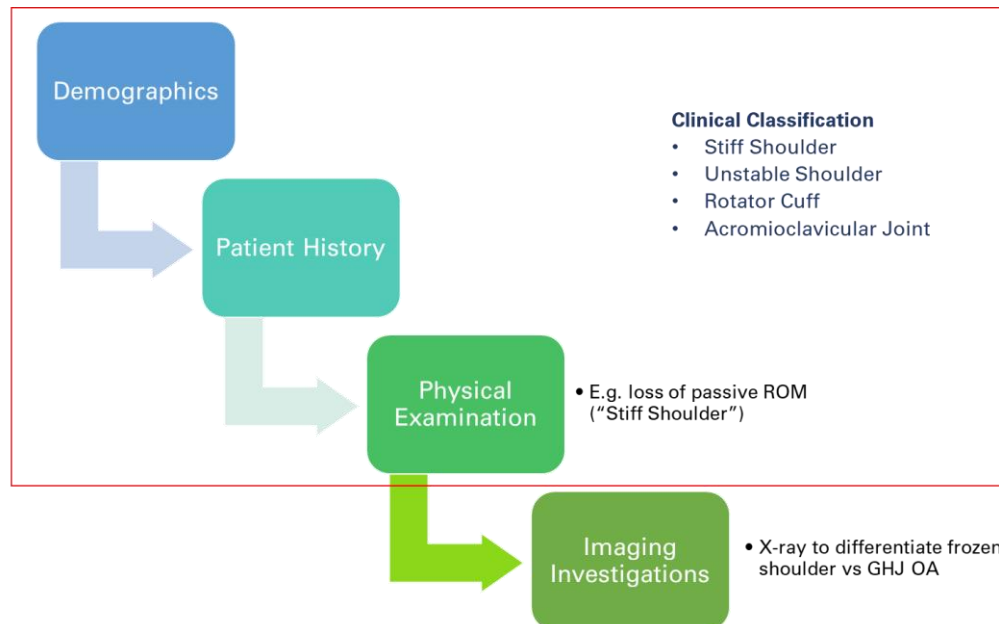 Demographics
Clinical Classification
• Stiff Shoulder
• Unstable Shoulder
• Rotator Cuff
• Acromioclavicular Joint
Patient History
Physical
Examination
• E.g. loss of passive ROM
(“Stiff Shoulder”)
Imaging
Investigations
• X-ray to differentiate frozen
shoulder vs GHJ OA